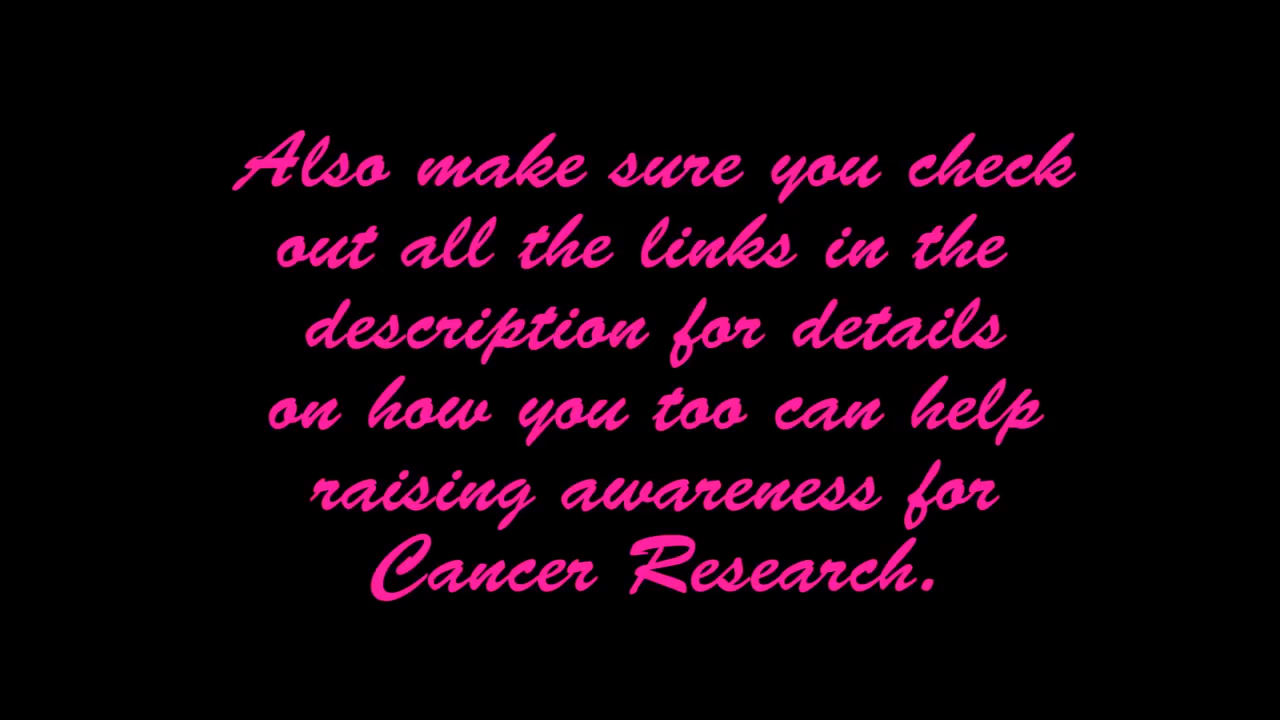 Also make sure you check
out all the links in the
description for details
on how you too can help
raising awareness for
Cancer Research.